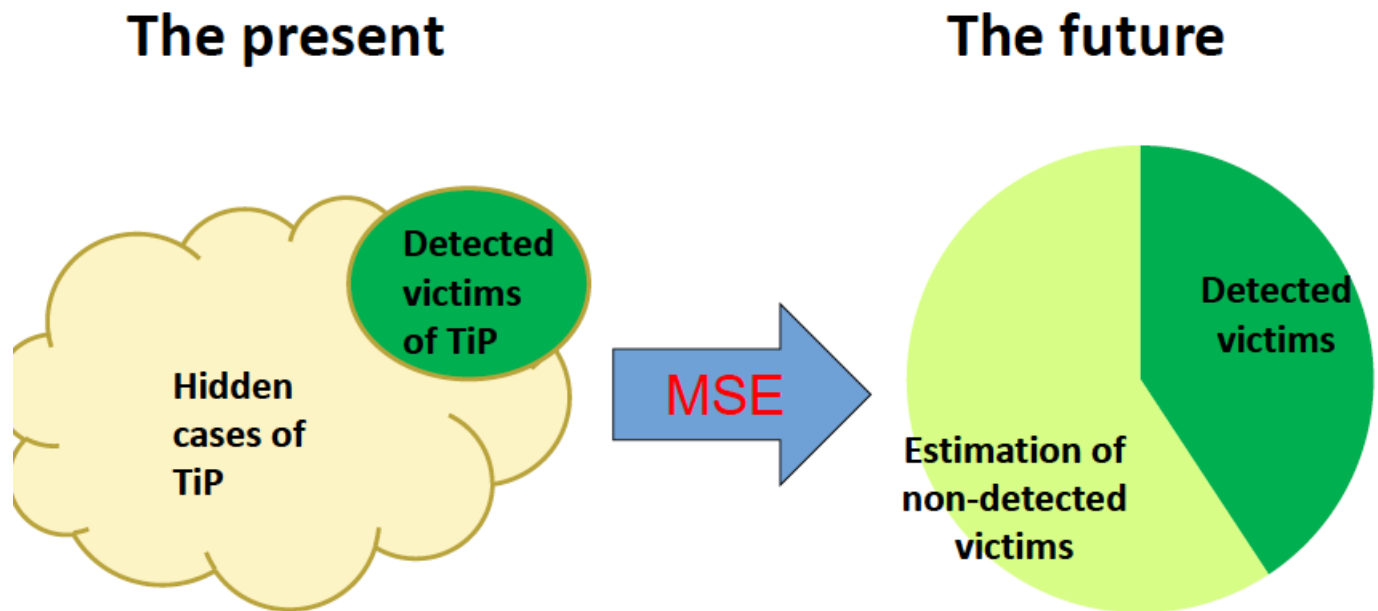 The present
The future
Detected
victims
of TiP
Hidden
cases of
TiP
MSE
Detected
victims
Estimation of
non-detected
victims